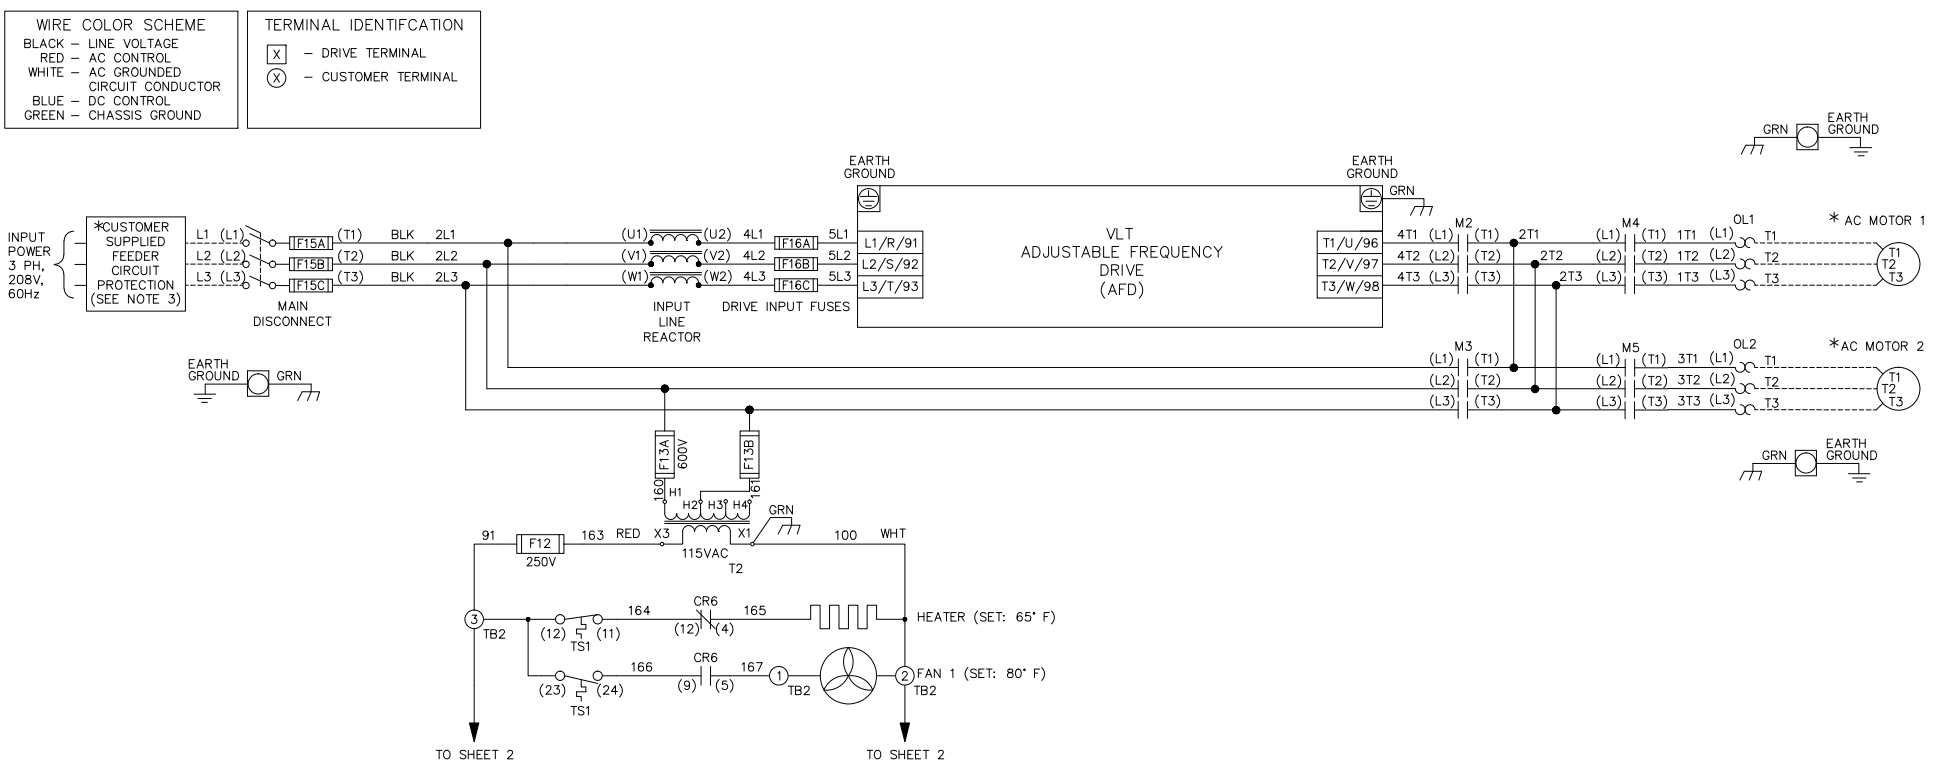 WIRE COLOR SCHEME
BLACK – LINE VOLTAGE
RED – AC CONTROL
WHITE – AC GROUNDED
CIRCUIT CONDUCTOR
BLUE – DC CONTROL
GREEN – CHASSIS GROUND
TERMINAL IDENTIFCATION
X – DRIVE TERMINAL
X – CUSTOMER TERMINAL
GRN
EARTH
GROUND
EARTH
GROUND
EARTH
GROUND
GRN
INPUT
POWER
3 PH,
208V,
60Hz
*CUSTOMER
SUPPLIED
FEEDER
CIRCUIT
PROTECTION
(SEE NOTE 3)
L1 (L1) F15A (T1) BLK 2L1 (U1) (U2) 4L1 F16A 5L1 L1/R/91
L2 (L2) F15B (T2) BLK 2L2 (V1) (V2) 4L2 F16B 5L2 L2/S/92
L3 (L3) F15C (T3) BLK 2L3 (W1) (W2) 4L3 F16C 5L3 L3/T/93
MAIN
DISCONNECT
INPUT
LINE
REACTOR
DRIVE INPUT FUSES
VLT
ADJUSTABLE FREQUENCY
DRIVE
(AFD)
M2 M4 OL1 * AC MOTOR 1
T1/U/96 4T1 (L1) (T1) 2T1 (L1) (T1) 1T1 (L1) T1 T1
T2/V/97 4T2 (L2) (T2) 2T2 (L2) (T2) 1T2 (L2) T2 T2
T3/W/98 4T3 (L3) (T3) 2T3 (L3) (T3) 1T3 (L3) T3 T3
EARTH
GROUND
GRN
M3 M5 OL2 *AC MOTOR 2
(L1) (T1) (L1) (T1) 3T1 (L1) T1 T1
(L2) (T2) (L2) (T2) 3T2 (L2) T2 T2
(L3) (T3) (L3) (T3) 3T3 (L3) T3 T3
GRN
EARTH
GROUND
F13A
600V
F13B
160
161
H1
H2 H3 H4
GRN
91 F12 163 RED X3 X1 100 WHT
250V
115VAC
T2
3
TB2
164 CR6 165
(12) (11) (12) (4)
TS1
HEATER (SET: 65° F)
166 CR6 167 1
(23) (24) (9) (5) TB2
TS1
2 FAN 1 (SET: 80° F)
TB2
TO SHEET 2
TO SHEET 2